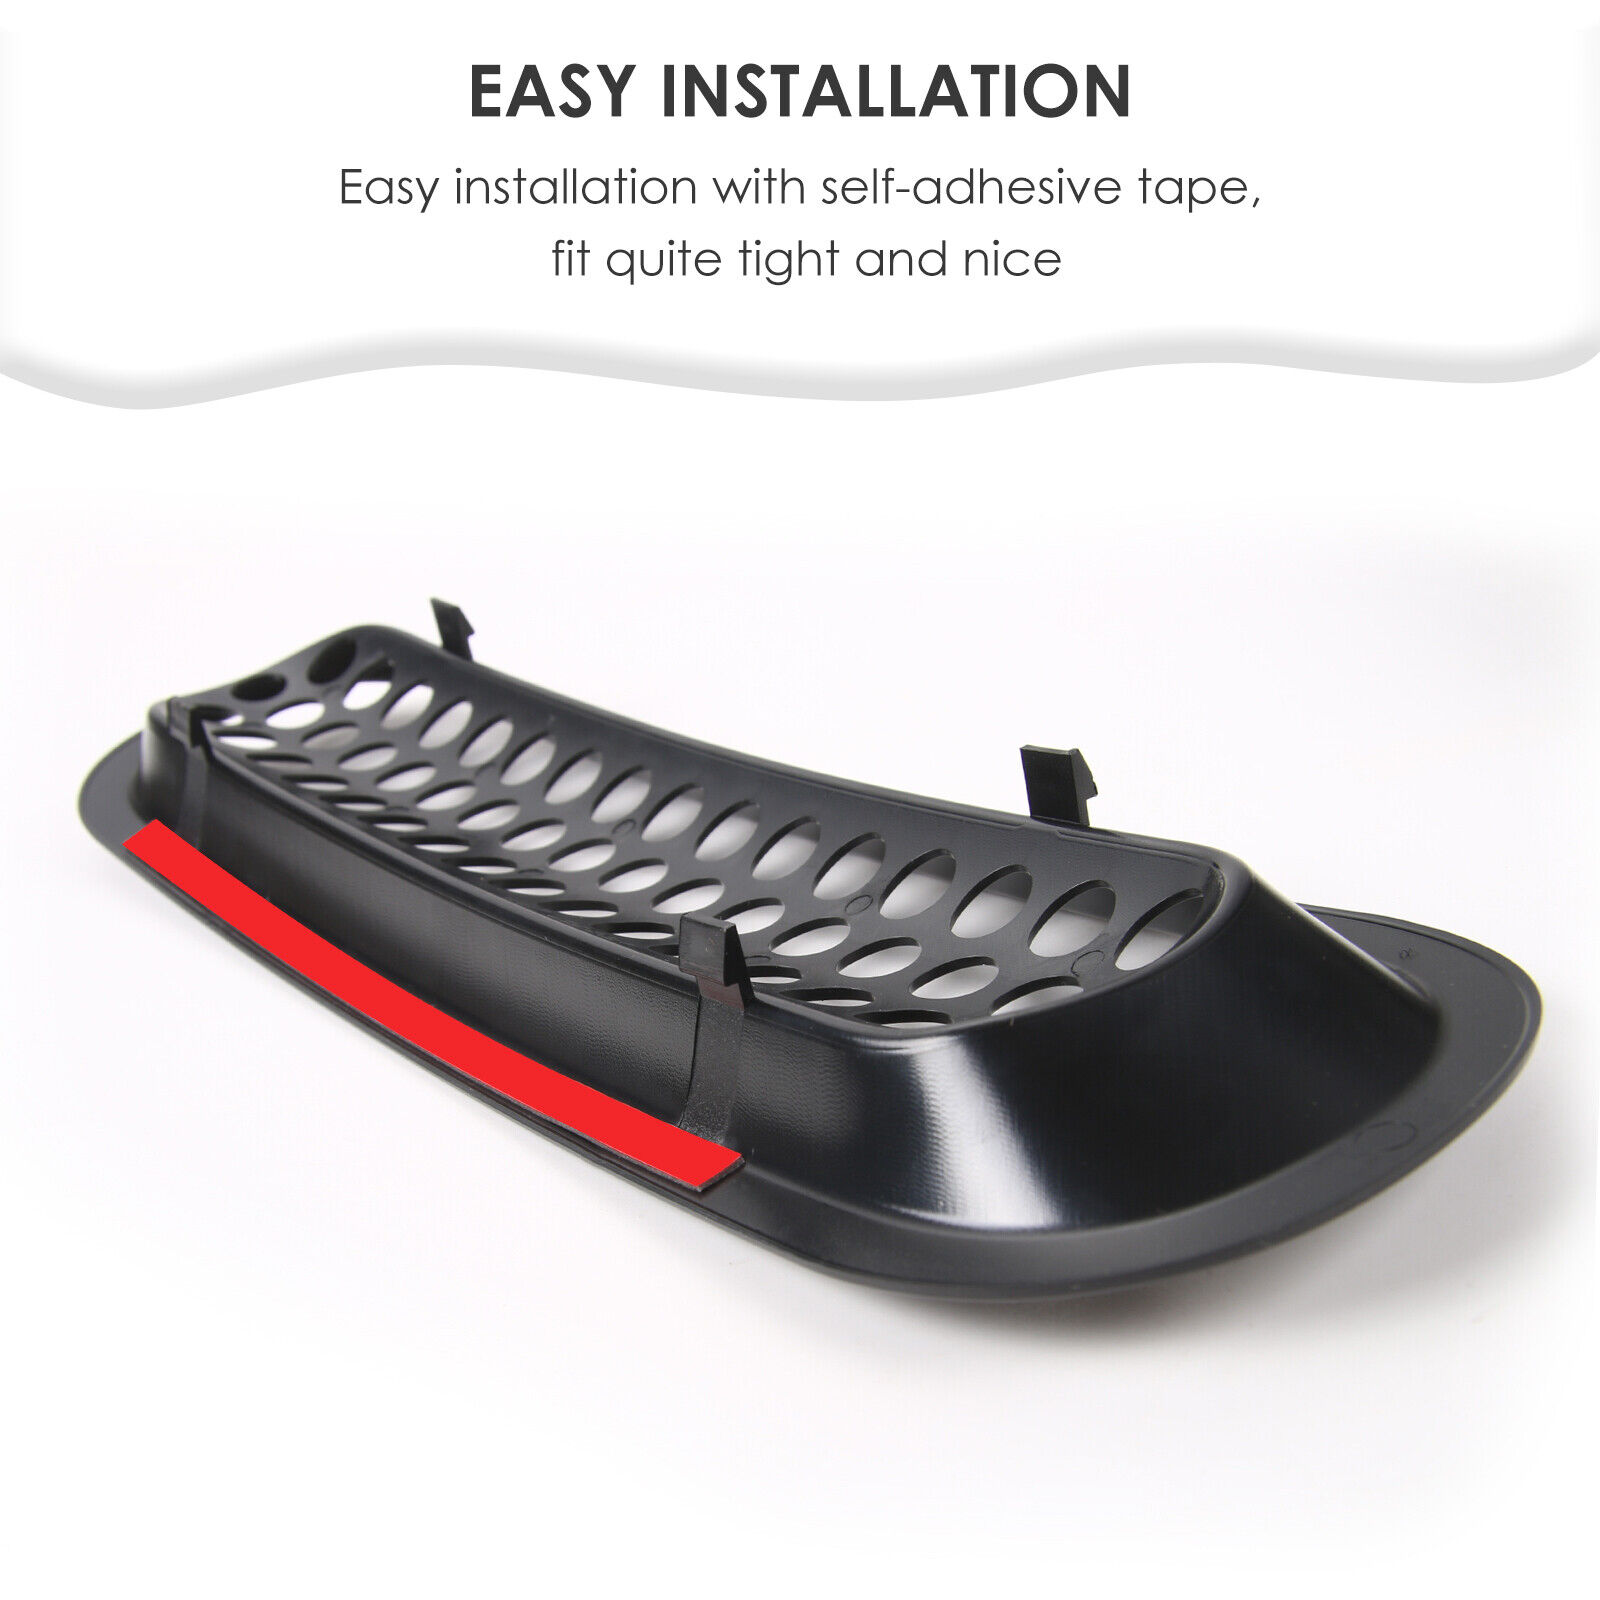 EASY INSTALLATION
Easy installation with self-adhesive tape,
fit quite tight and nice